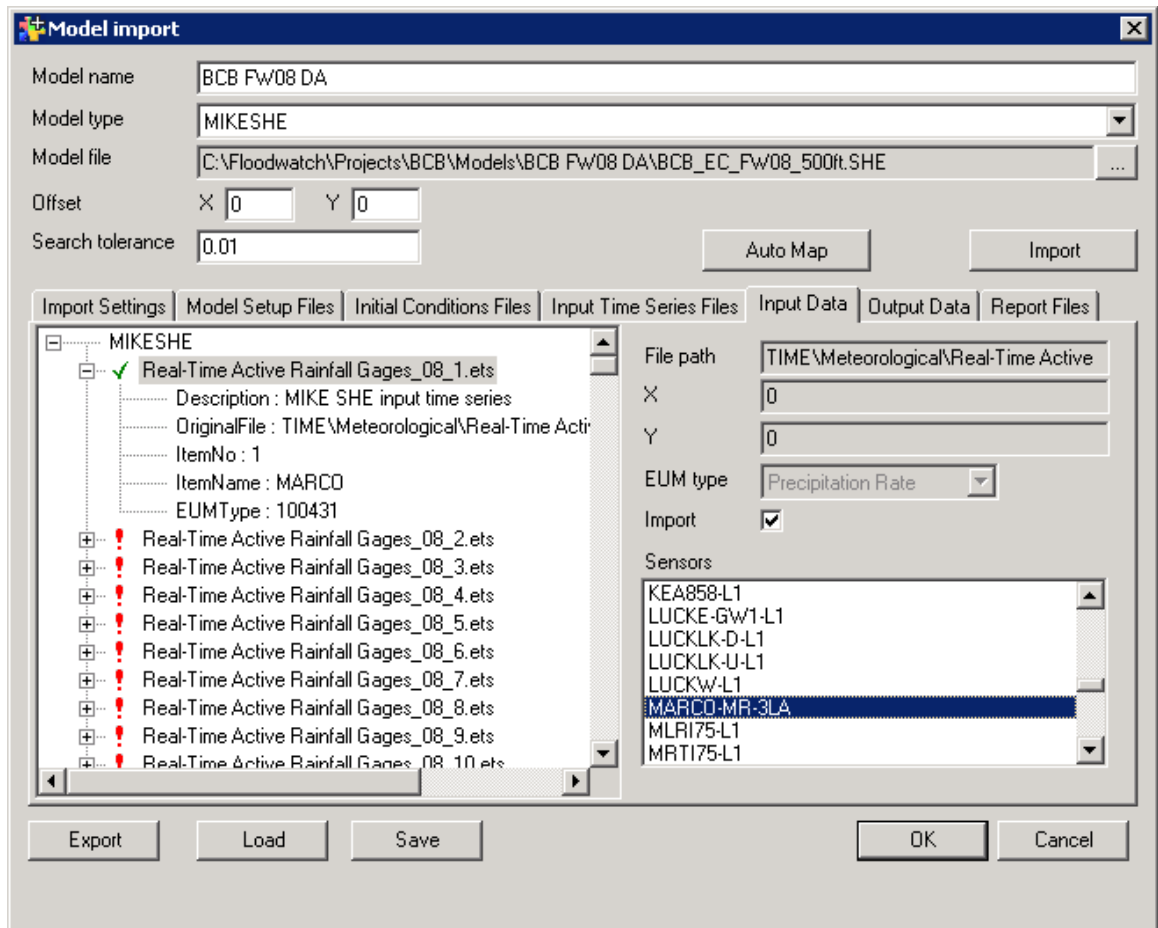 Model import
Model name BCB FW08 DA
Model type MIKESHE
Model file C:\Floodwatch\Projects\BCB\Models\BCB FW08 DA\BCB_EC_FW08_500ft.SHE ...
Offset X 0 Y 0
Search tolerance 0.01 Auto Map Import
Import Settings Model Setup Files Initial Conditions Files Input Time Series Files Input Data Output Data Report Files
MIKESHE
Real-Time Active Rainfall Gages_08_1.ets
Description : MIKE SHE input time series
OriginalFile : TIME\Meteorological\Real-Time Acti
ItemNo : 1
ItemName : MARCO
EUMType : 100431
Real-Time Active Rainfall Gages_08_2.ets
Real-Time Active Rainfall Gages_08_3.ets
Real-Time Active Rainfall Gages_08_4.ets
Real-Time Active Rainfall Gages_08_5.ets
Real-Time Active Rainfall Gages_08_6.ets
Real-Time Active Rainfall Gages_08_7.ets
Real-Time Active Rainfall Gages_08_8.ets
Real-Time Active Rainfall Gages_08_9.ets
Real-Time Active Rainfall Gages_08_10.ets
File path TIME\Meteorological\Real-Time Active
X 0
Y 0
EUM type Precipitation Rate
Import
Sensors
KEA858-L1
LUCKE-GW1-L1
LUCKLK-D-L1
LUCKLK-U-L1
LUCKW-L1
MARCO-MR-3LA
MLRI75-L1
MRTI75-L1
Export Load Save OK Cancel